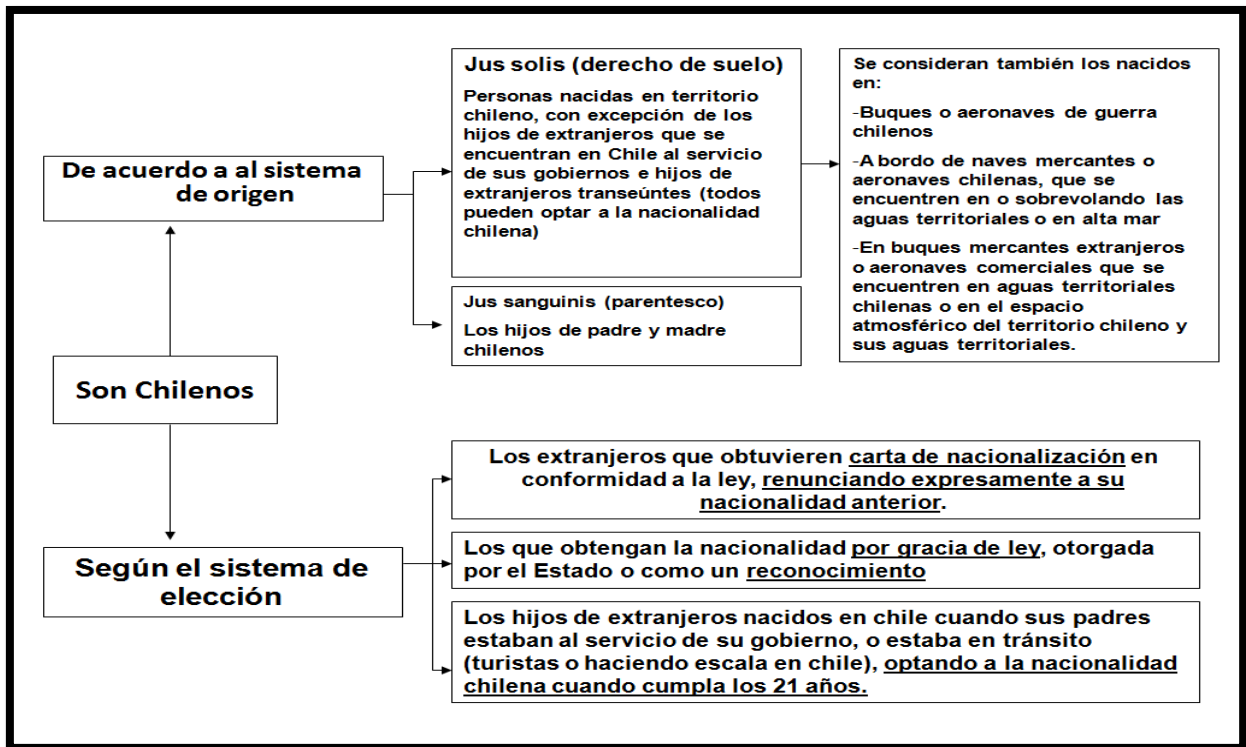 Son Chilenos
De acuerdo a al sistema
de origen
Jus solis (derecho de suelo)
Personas nacidas en territorio
chileno, con excepción de los
hijos de extranjeros que se
encuentran en Chile al servicio
de sus gobiernos e hijos de
extranjeros transeúntes (todos
pueden optar a la nacionalidad
chilena)
Se consideran también los nacidos
en:
-Buques o aeronaves de guerra
chilenos
-A bordo de naves mercantes o
aeronaves chilenas, que se
encuentren en o sobrevolando las
aguas territoriales o en alta mar
-En buques mercantes extranjeros
o aeronaves comerciales que se
encuentren en aguas territoriales
chilenas o en el espacio
atmosférico del territorio chileno y
sus aguas territoriales.
Jus sanguinis (parentesco)
Los hijos de padre y madre
chilenos
Según el sistema de
elección
Los extranjeros que obtuvieren carta de nacionalización en
conformidad a la ley, renunciando expresamente a su
nacionalidad anterior.
Los que obtengan la nacionalidad por gracia de ley, otorgada
por el Estado o como un reconocimiento
Los hijos de extranjeros nacidos en chile cuando sus padres
estaban al servicio de su gobierno, o estaba en tránsito
(turistas o haciendo escala en chile), optando a la nacionalidad
chilena cuando cumpla los 21 años.